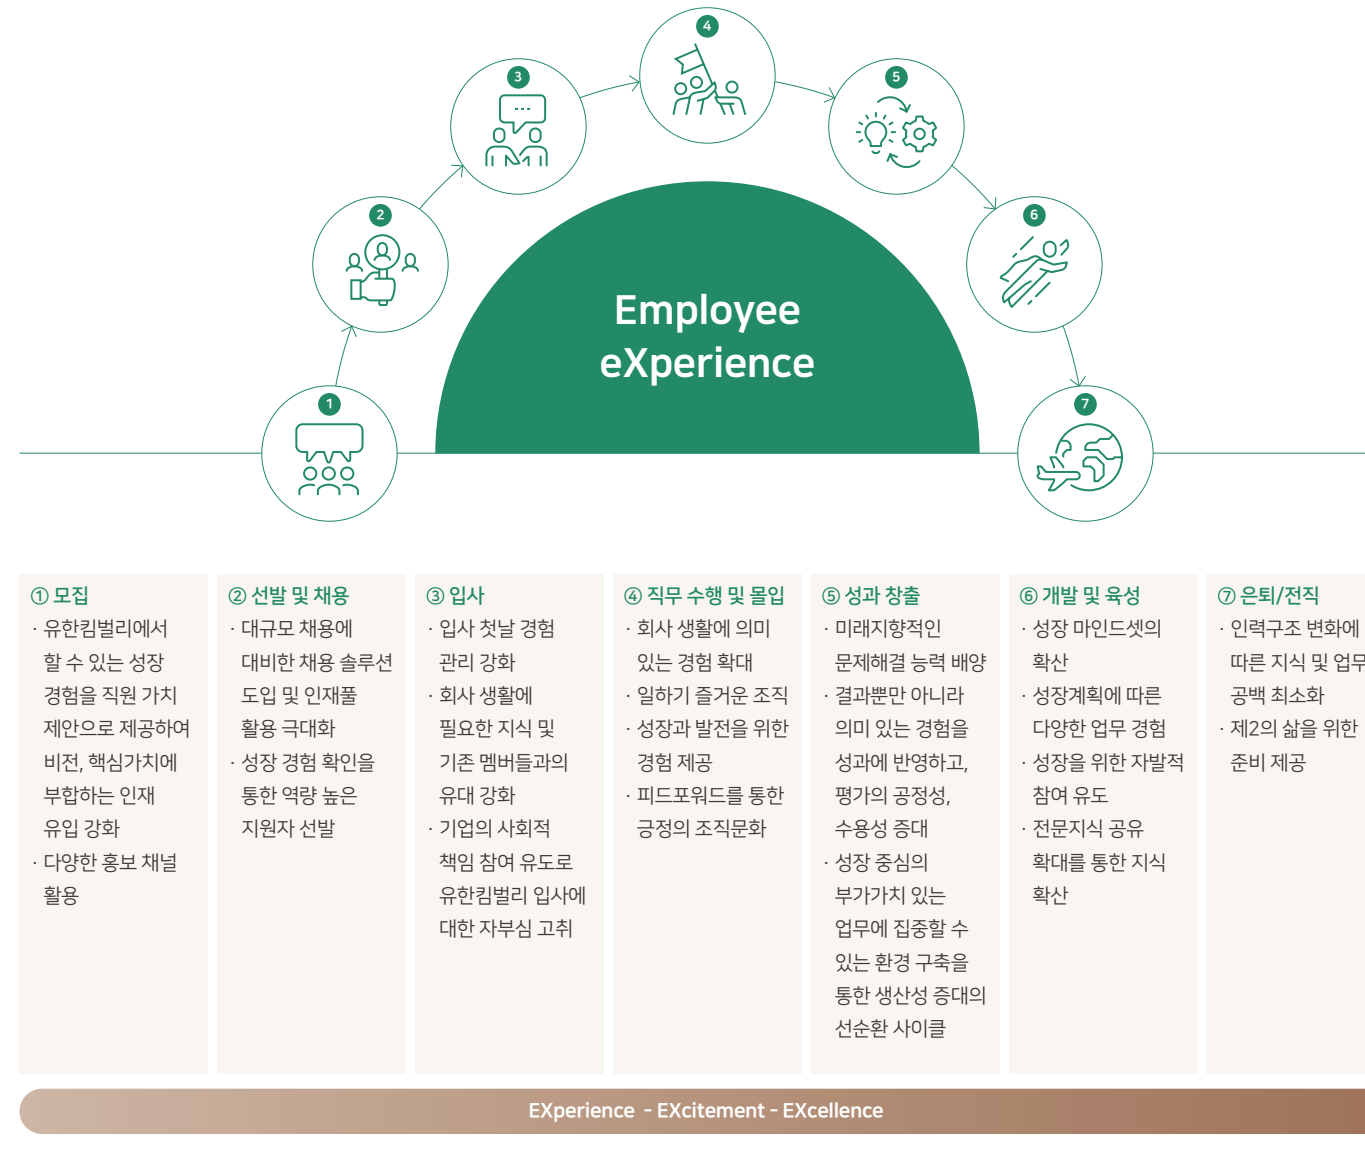 4
3
5
2
6
Employee
eXperience
1
7
① 모집
· 유한킴벌리에서
할 수 있는 성장
경험을 직원 가치
제안으로 제공하여
비전, 핵심가치에
부합하는 인재
유입 강화
· 다양한 홍보 채널
활용
② 선발 및 채용
· 대규모 채용에
대비한 채용 솔루션
도입 및 인재풀
활용 극대화
· 성장 경험 확인을
통한 역량 높은
지원자 선발
③ 입사
· 입사 첫날 경험
관리 강화
· 회사 생활에
필요한 지식 및
기존 멤버들과의
유대 강화
· 기업의 사회적
책임 참여 유도로
유한킴벌리 입사에
대한 자부심 고취
④ 직무 수행 및 몰입
· 회사 생활에 의미
있는 경험 확대
· 일하기 즐거운 조직
· 성장과 발전을 위한
경험 제공
· 피드포워드를 통한
긍정의 조직문화
⑤ 성과 창출
· 미래지향적인
문제해결 능력 배양
· 결과뿐만 아니라
의미 있는 경험을
성과에 반영하고,
평가의 공정성,
수용성 증대
· 성장 중심의
부가가치 있는
업무에 집중할 수
있는 환경 구축을
통한 생산성 증대의
선순환 사이클
⑥ 개발 및 육성
· 성장 마인드셋의
확산
· 성장계획에 따른
다양한 업무 경험
· 성장을 위한 자발적
참여 유도
· 전문지식 공유
확대를 통한 지식
확산
⑦ 은퇴/전직
· 인력구조 변화에
따른 지식 및 업무
공백 최소화
· 제2의 삶을 위한
준비 제공
EXperience - EXcitement - EXcellence